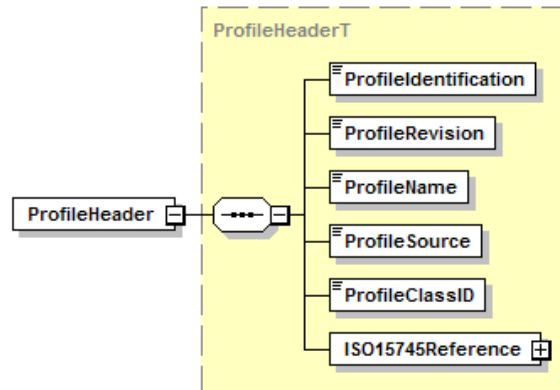 ProfileHeaderT
ProfileIdentification
ProfileRevision
ProfileName
ProfileHeader
ProfileSource
ProfileClassID
ISO15745Reference